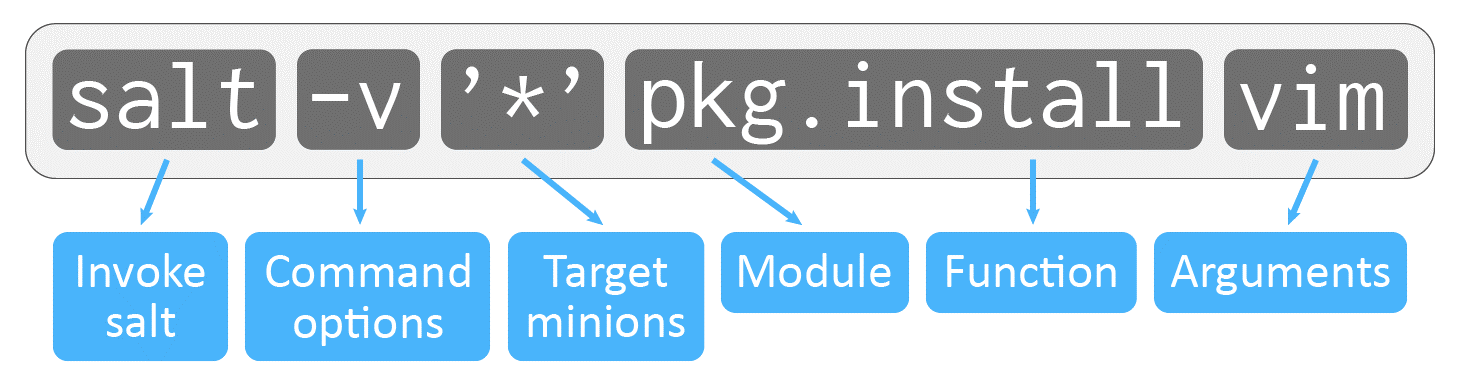 salt -v ’*’ pkg.install vim
Invoke
salt
Command
options
Target
minions
Module
Function
Arguments